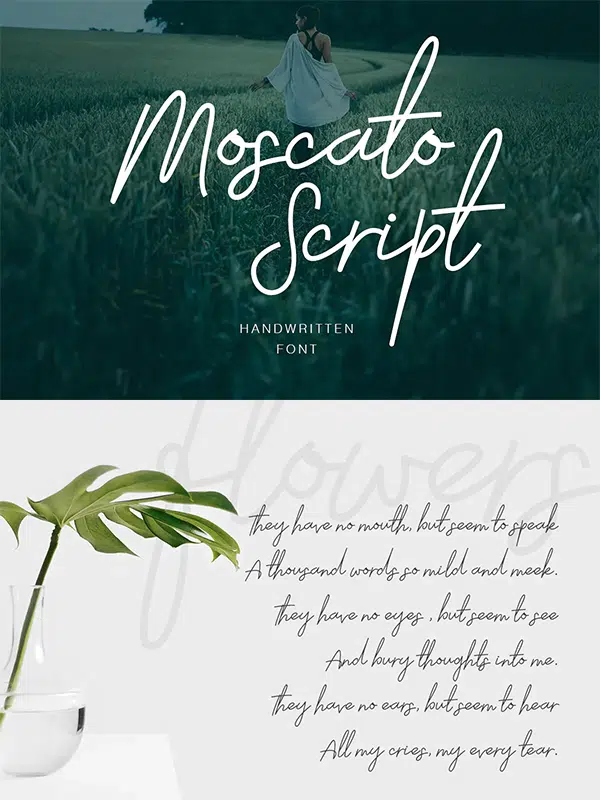 Moscato
Script
HANDWRITTEN
FONT
flowers
they have no mouth, but seem to speak
A thousand words so mild and meek.
they have no eyes , but seem to see
And bury thoughts into me.
they have no ears, but seem to hear
All my cries, my every tear.